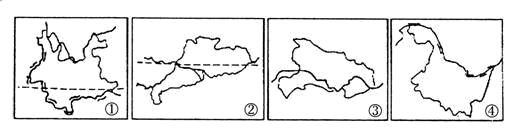 ① ② ③ ④